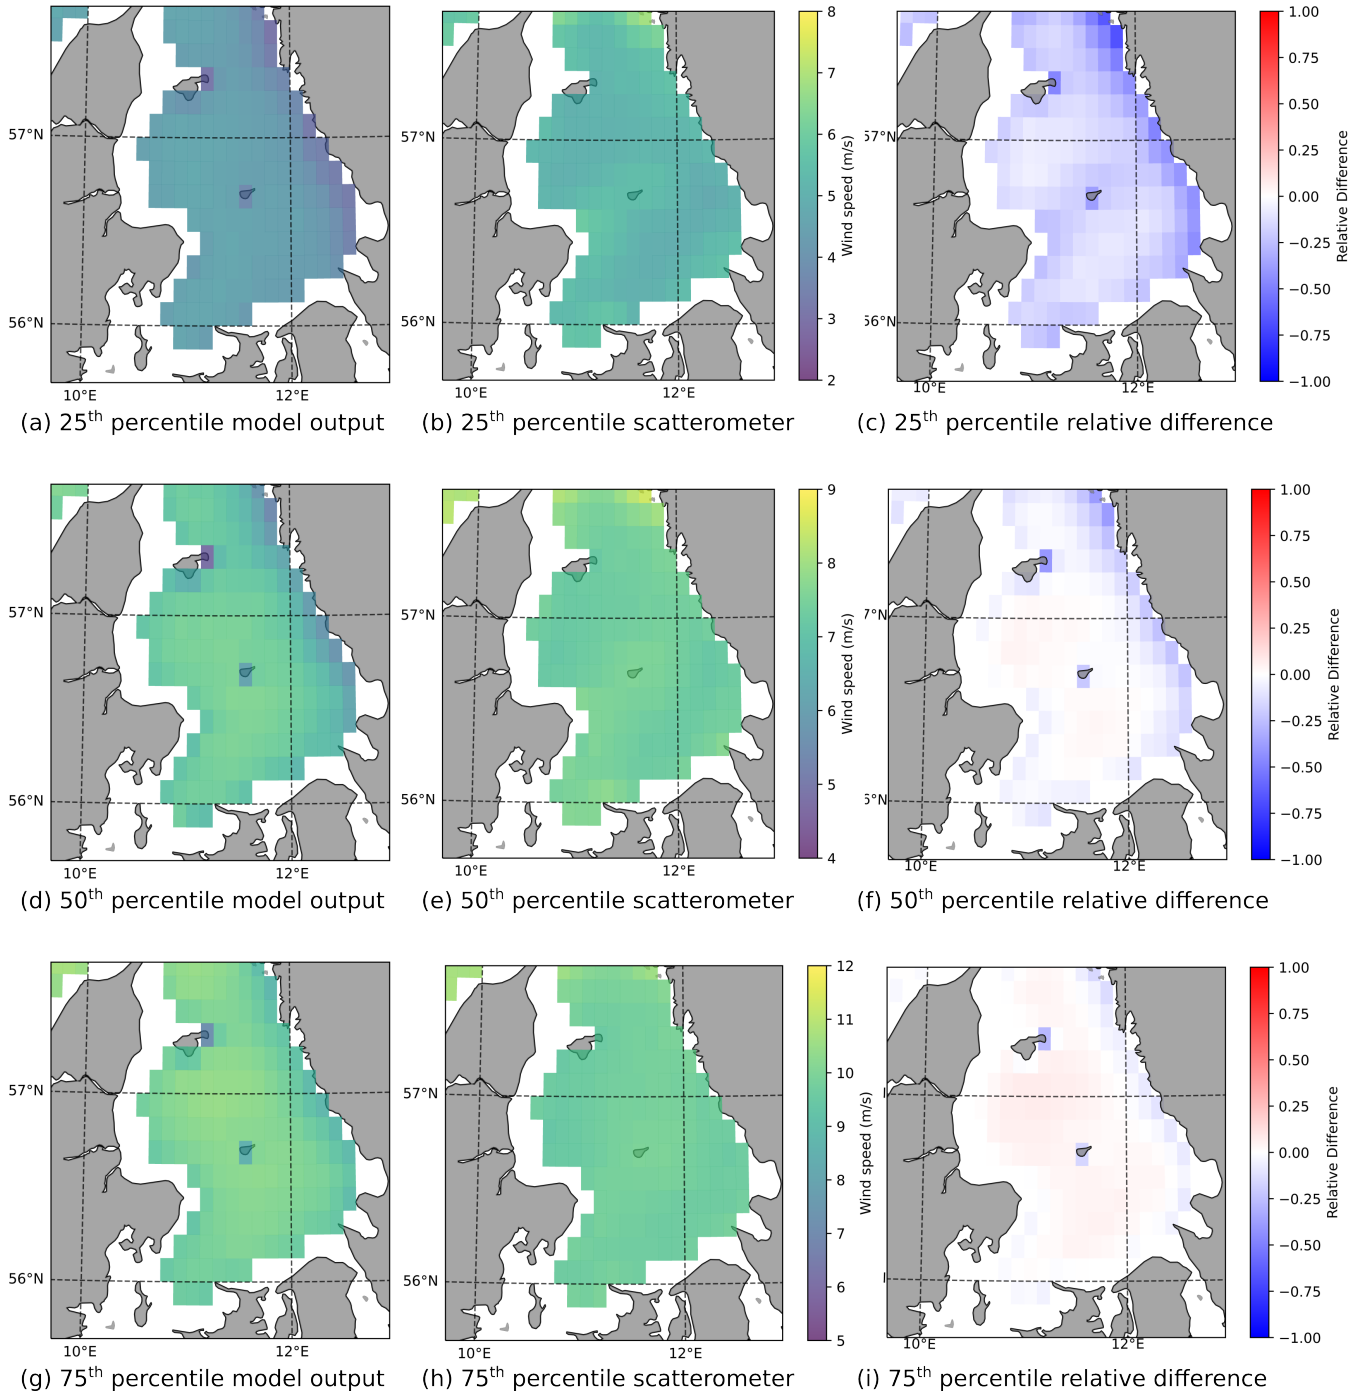 57°N
56°N
10°E
12°E
10°E
12°E
8
7
6
5
4
3
2
Wind speed (m/s)
57°N
56°N
10°E
12°E
1.00
0.75
0.50
0.25
0.00
−0.25
−0.50
−0.75
−1.00
Relative Difference
(a) 25th percentile model output
(b) 25th percentile scatterometer
(c) 25th percentile relative difference
57°N
56°N
10°E
12°E
57°N
56°N
10°E
12°E
9
8
7
6
5
4
Wind speed (m/s)
7°N
5°N
10°E
12°E
1.00
0.75
0.50
0.25
0.00
−0.25
−0.50
−0.75
−1.00
Relative Difference
(d) 50th percentile model output
(e) 50th percentile scatterometer
(f) 50th percentile relative difference
57°N
56°N
10°E
12°E
57°N
56°N
10°E
12°E
12
11
10
9
8
7
6
5
Wind speed (m/s)
10°E
12°E
1.00
0.75
0.50
0.25
0.00
−0.25
−0.50
−0.75
−1.00
Relative Difference
(g) 75th percentile model output
(h) 75th percentile scatterometer
(i) 75th percentile relative difference